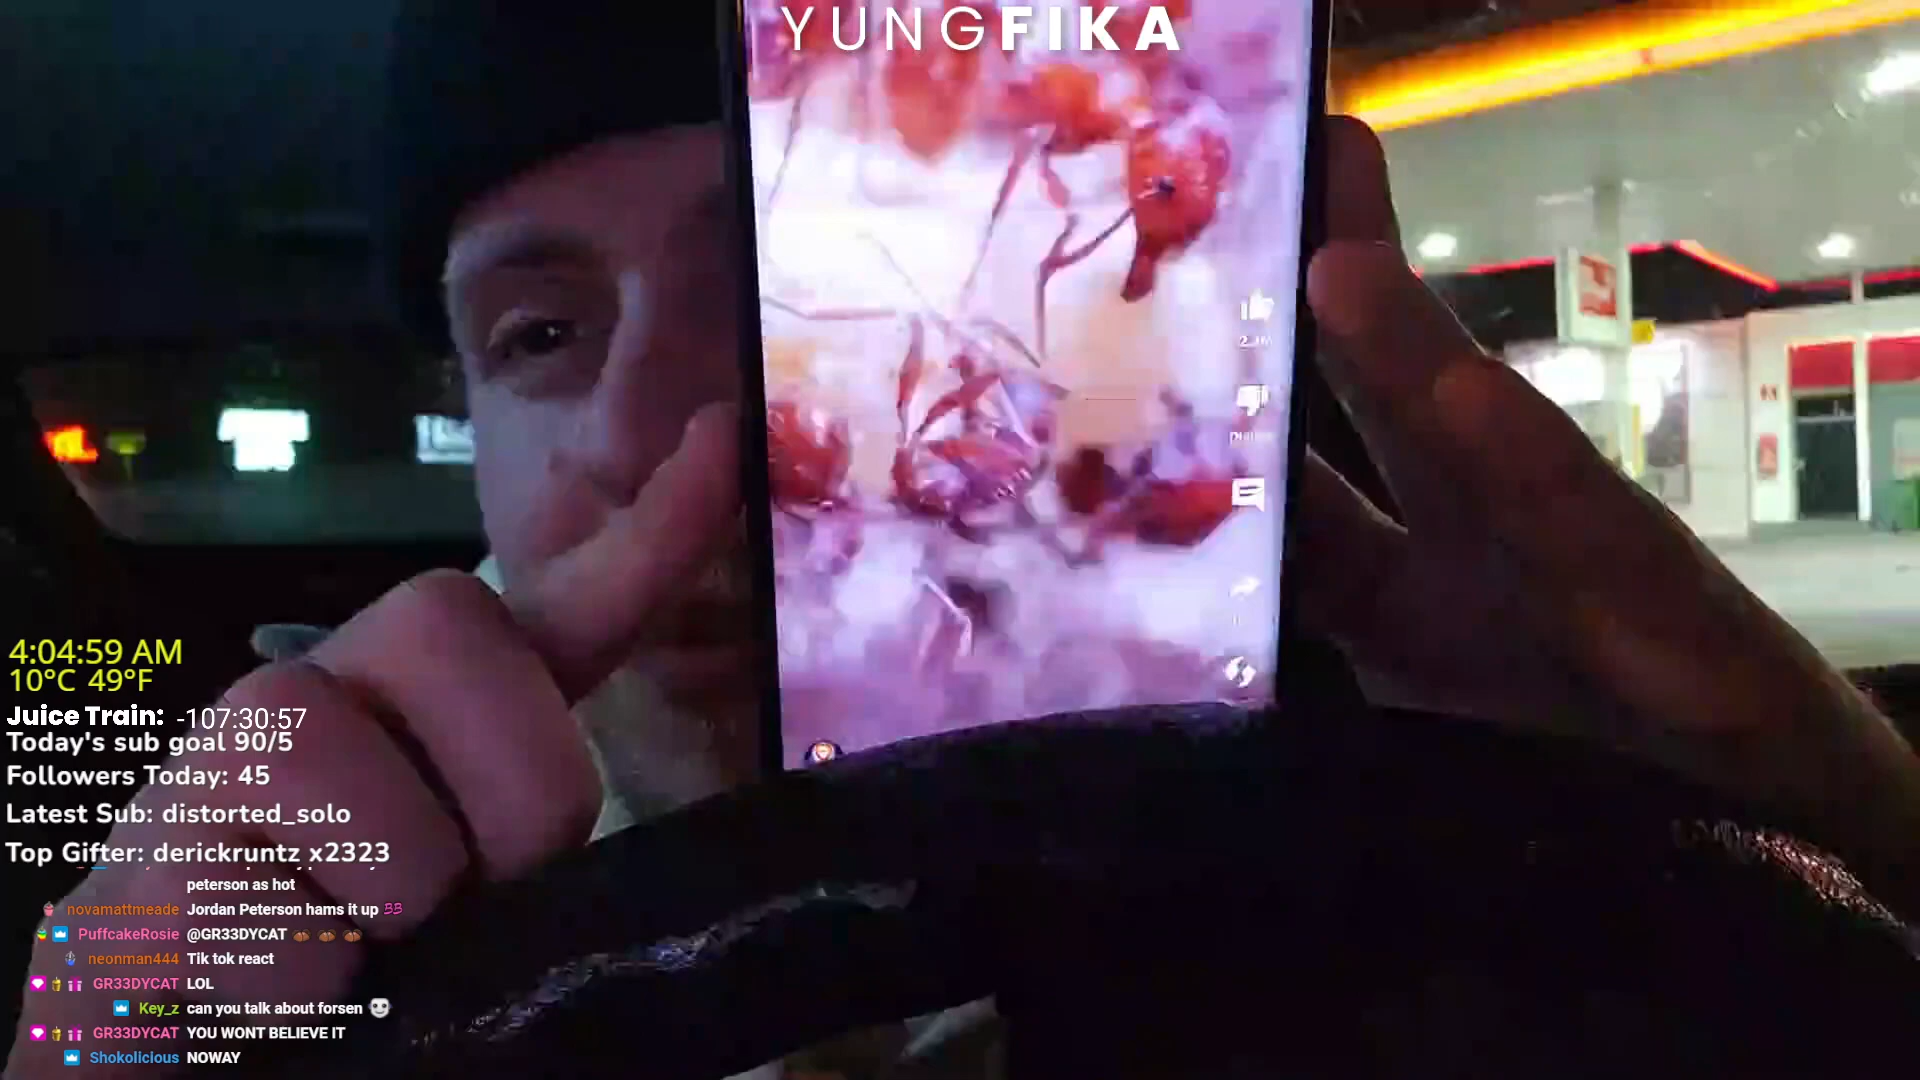 YUNGFIKA
4:04:59 AM
10°C 49°F
Juice Train: -107:30:57
Today's sub goal 90/5
Followers Today: 45
Latest Sub: distorted_solo
Top Gifter: derickruntz x2323
peterson as hot
novamattmeade Jordan Peterson hams it up
PuffcakeRosie @GR33DYCAT
neonman444 Tik tok react
GR33DYCAT LOL
Key_z can you talk about forsen
GR33DYCAT YOU WONT BELIEVE IT
Shokolicious NOWAY